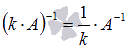 (k · A)⁻¹ = 1/k · A⁻¹